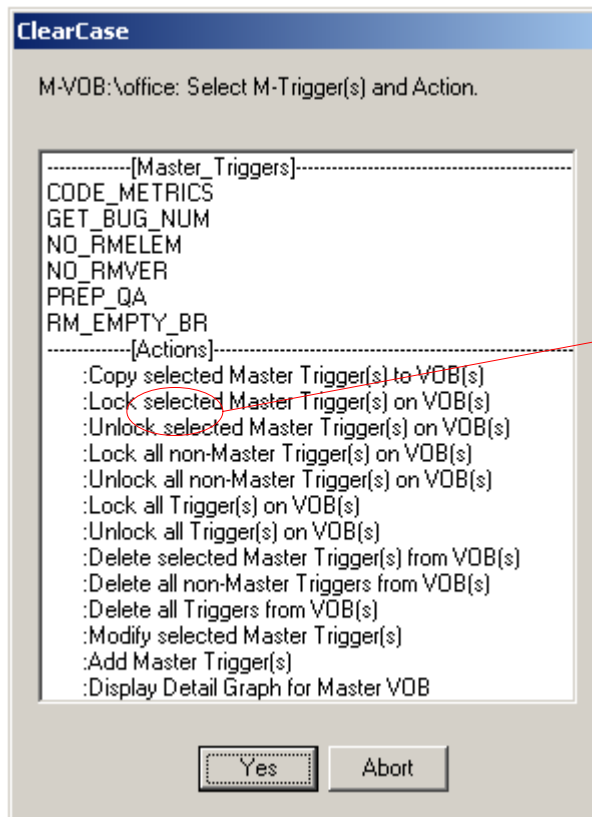 ClearCase
M-VOB:\office: Select M-Trigger(s) and Action.
-------------[Master_Triggers]------------------------------------------
CODE_METRICS
GET_BUG_NUM
NO_RMELEM
NO_RMVER
PREP_QA
RM_EMPTY_BR
-------------[Actions]-------------------------------------------------------
:Copy selected Master Trigger(s) to VOB(s)
:Lock selected Master Trigger(s) on VOB(s)
:Unlock selected Master Trigger(s) on VOB(s)
:Lock all non-Master Trigger(s) on VOB(s)
:Unlock all non-Master Trigger(s) on VOB(s)
:Lock all Trigger(s) on VOB(s)
:Unlock all Trigger(s) on VOB(s)
:Delete selected Master Trigger(s) from VOB(s)
:Delete all non-Master Triggers from VOB(s)
:Delete all Triggers from VOB(s)
:Modify selected Master Trigger(s)
:Add Master Trigger(s)
:Display Detail Graph for Master VOB
Yes Abort